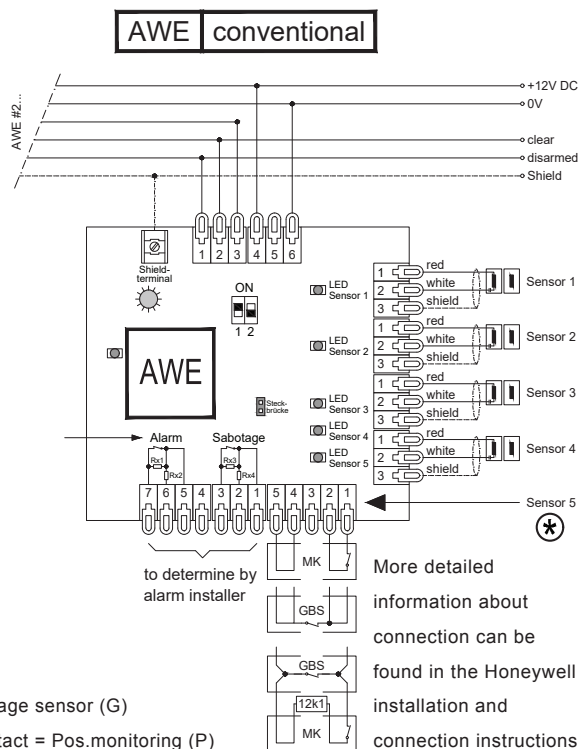 AWE conventional
AWE #2...
+12V DC
0V
clear
disarmed
Shield
1 2 3 4 5 6
Shield-
terminal
ON
1 2
LED
Sensor 1
LED
Sensor 2
LED
Sensor 3
LED
Sensor 4
LED
Sensor 5
AWE
Steck-
brücke
1 red
2 white
3 shield
Sensor 1
1 red
2 white
3 shield
Sensor 2
1 red
2 white
3 shield
Sensor 3
1 red
2 white
3 shield
Sensor 4
Alarm Sabotage
Rx1 Rx3
Rx2 Rx4
7 6 5 4 3 2 1 5 4 3 2 1
Sensor 5
*
to determine by
alarm installer
MK
GBS
GBS
12k1
MK
More detailed
information about
connection can be
found in the Honeywell
installation and
connection instructions
age sensor (G)
tact = Pos.monitoring (P)